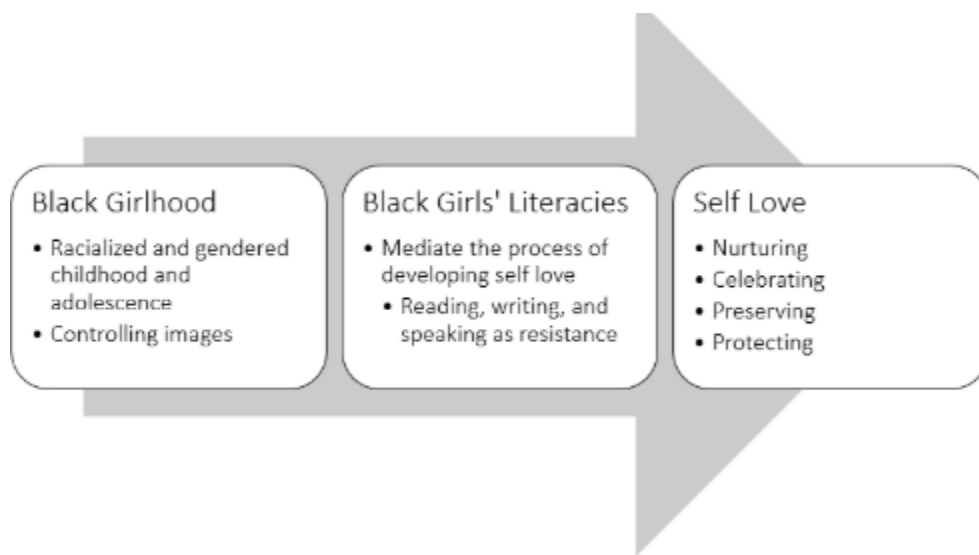 Black Girlhood
• Racialized and gendered
childhood and
adolescence
• Controlling images
Black Girls' Literacies
• Mediate the process of
developing self love
• Reading, writing, and
speaking as resistance
Self Love
• Nurturing
• Celebrating
• Preserving
• Protecting